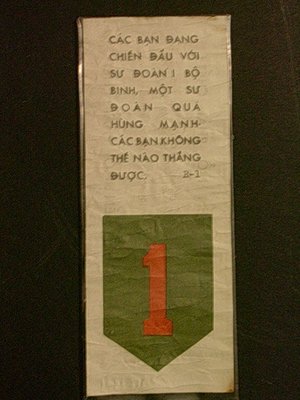 CÁC BẠN ĐANG
CHIẾN ĐẤU VỚI
SƯ ĐOÀN I BỘ
BINH, MỘT SƯ
ĐOÀN QUÁ
HÙNG MẠNH.
CÁC BẠN KHÔNG
THỂ NÀO THẮNG
ĐƯỢC. E-1
1